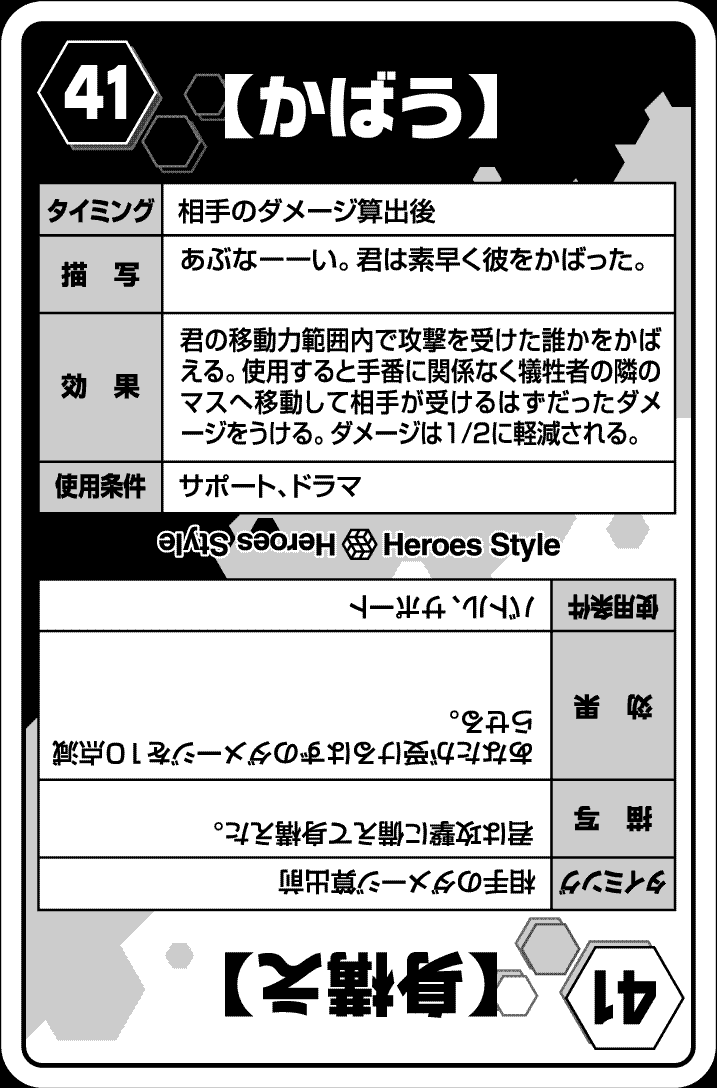 41
【かばう】
タイミング 相手のダメージ算出後
描 写 あぶなーーい。君は素早く彼をかばった。
効 果 君の移動力範囲内で攻撃を受けた誰かをかば
える。使用すると手番に関係なく犠牲者の隣の
マスへ移動して相手が受けるはずだったダメ
ージをうける。ダメージは1/2に軽減される。
使用条件 サポート、ドラマ
Heroes Style Heroes Style
41
【身構え】
タイミング 相手のダメージ算出前
描 写 君は攻撃に備えて身構えた。
効 果 あなたが受けるはずのダメージを10点減
らせる。
使用条件 バトル、サポート